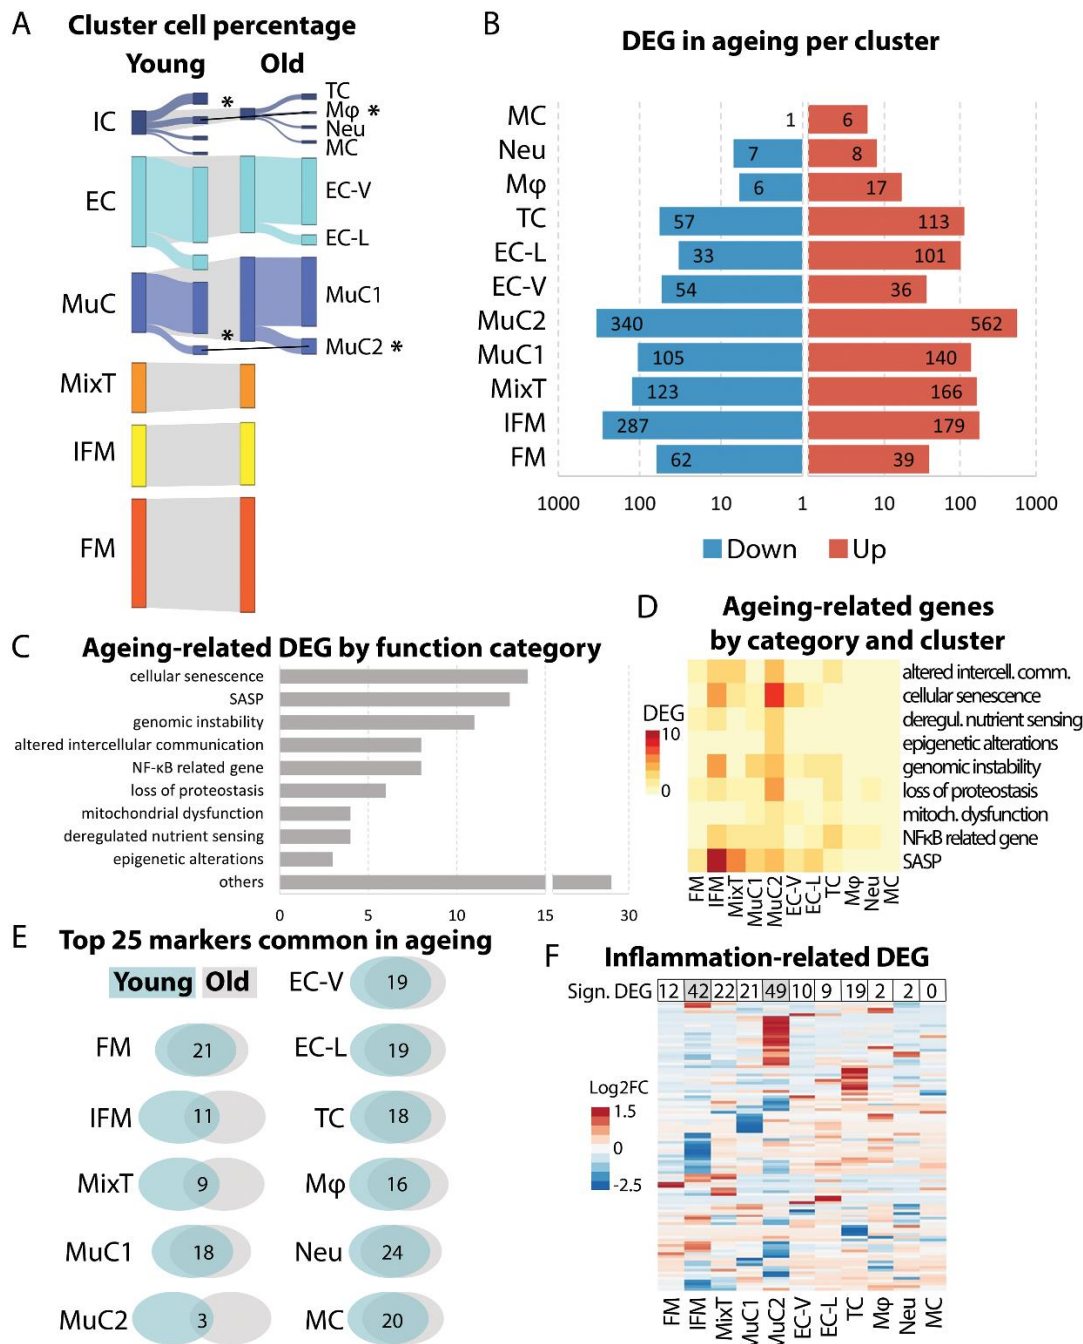 A
Cluster cell percentage
Young Old
IC
EC
MuC
MixT
IFM
FM
*
*
TC
Mφ *
Neu
MC
EC-V
EC-L
MuC1
MuC2 *
B
DEG in ageing per cluster
MC 1 6
Neu 7 8
Mφ 6 17
TC 57 113
EC-L 33 101
EC-V 54 36
MuC2 340 562
MuC1 105 140
MixT 123 166
IFM 287 179
FM 62 39
1000 100 10 1 10 100 1000
Down Up
C
Ageing-related DEG by function category
cellular senescence
SASP
genomic instability
altered intercellular communication
NF-κB related gene
loss of proteostasis
mitochondrial dysfunction
deregulated nutrient sensing
epigenetic alterations
others
0 5 10 15 30
D
Ageing-related genes
by category and cluster
DEG
10
0
altered intercell. comm.
cellular senescence
deregul. nutrient sensing
epigenetic alterations
genomic instability
loss of proteostasis
mitoch. dysfunction
NFκB related gene
SASP
FM IFM MixT MuC1 MuC2 EC-V EC-L TC Mφ Neu MC
E
Top 25 markers common in ageing
Young Old
FM 21
IFM 11
MixT 9
MuC1 18
MuC2 3
EC-V 19
EC-L 19
TC 18
Mφ 16
Neu 24
MC 20
F
Inflammation-related DEG
Sign. DEG 12 42 22 21 49 10 9 19 2 2 0
Log2FC
1.5
0
-2.5
FM IFM MixT MuC1 MuC2 EC-V EC-L TC Mφ Neu MC